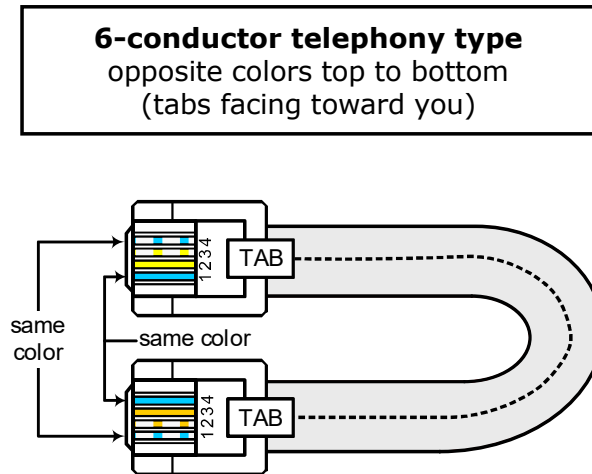 6-conductor telephony type
opposite colors top to bottom
(tabs facing toward you)
1234
TAB
same
color
same color
1234
TAB